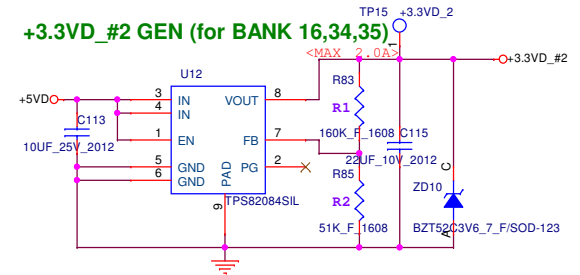 TP15 +3.3VD_2
+3.3VD_#2 GEN (for BANK 16,34,35)
1
<MAX 2.0A>
+3.3VD_#2
U12
R83
+5VD
3 IN VOUT 8
4 IN
R1
C113
1 EN FB 7
160K_F_1608 C115
10UF_25V_2012
22UF_10V_2012
5 GND PG 2
6 GND
PAD
R85
C
ZD10
R2
9 TPS82084SIL
51K_F_1608
A
BZT52C3V6_7_F/SOD-123